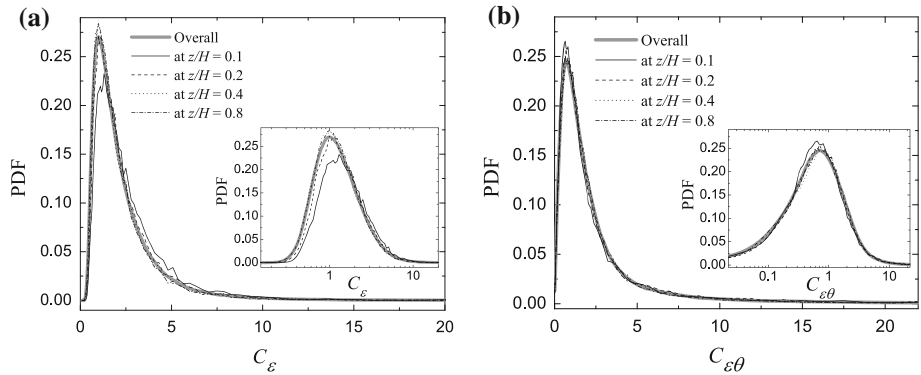 (a)
PDF
0.25
0.20
0.15
0.10
0.05
0.00
Overall
at z/H = 0.1
at z/H = 0.2
at z/H = 0.4
at z/H = 0.8
PDF
0.25
0.20
0.15
0.10
0.05
0.00
1 10
C_ε
0 5 10 15 20
C_ε
(b)
PDF
0.25
0.20
0.15
0.10
0.05
0.00
Overall
at z/H = 0.1
at z/H = 0.2
at z/H = 0.4
at z/H = 0.8
PDF
0.25
0.20
0.15
0.10
0.05
0.00
0.1 1 10
C_εθ
0 5 10 15 20
C_εθ